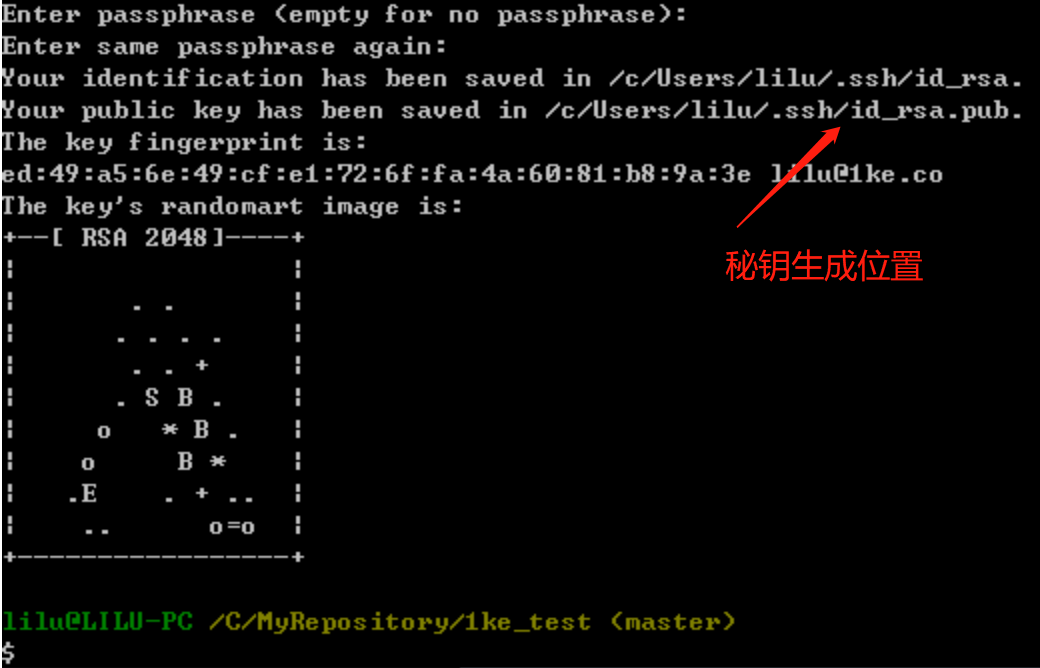 Enter passphrase (empty for no passphrase):
Enter same passphrase again:
Your identification has been saved in /c/Users/lilu/.ssh/id_rsa.
Your public key has been saved in /c/Users/lilu/.ssh/id_rsa.pub.
The key fingerprint is:
ed:49:a5:6e:49:cf:e1:72:6f:fa:4a:60:81:b8:9a:3e lilu@1ke.co
The key's randomart image is:
+--[ RSA 2048]----+
|                 |
|       . .       |
|      . . . .    |
|       . . +     |
|      . S B .    |
|     o   * B .   |
|    o     B *    |
|   .E    . + ..  |
|    ..      o=o  |
+-----------------+
秘钥生成位置
lilu@LILU-PC /C/MyRepository/1ke_test (master)
$